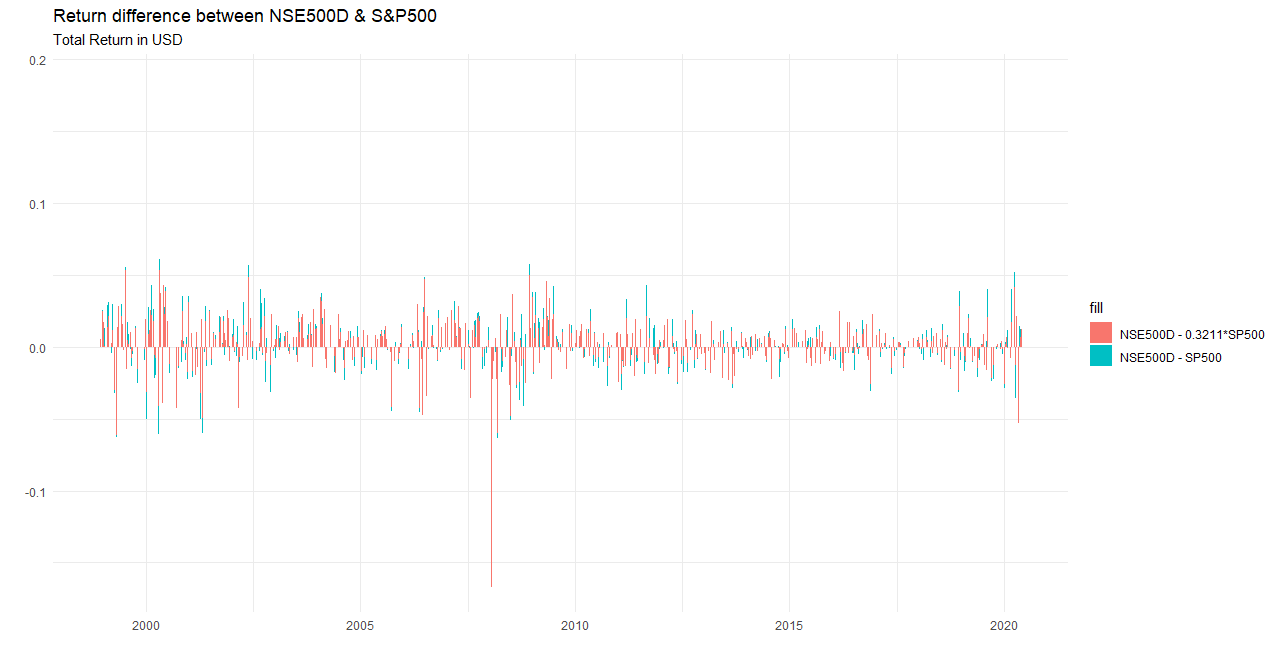 Return difference between NSE500D & S&P500
Total Return in USD
0.2
0.1
0.0
-0.1
2000
2005
2010
2015
2020
fill
NSE500D - 0.3211*SP500
NSE500D - SP500